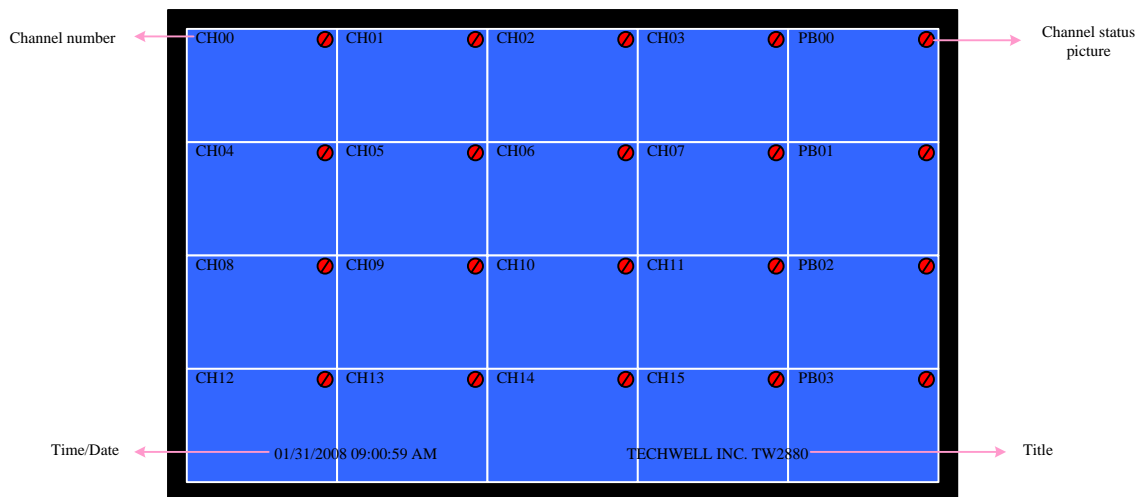 Channel number
CH00
CH01
CH02
CH03
PB00
Channel status
picture
CH04
CH05
CH06
CH07
PB01
CH08
CH09
CH10
CH11
PB02
CH12
CH13
CH14
CH15
PB03
Time/Date
01/31/2008 09:00:59 AM
TECHWELL INC. TW2880
Title